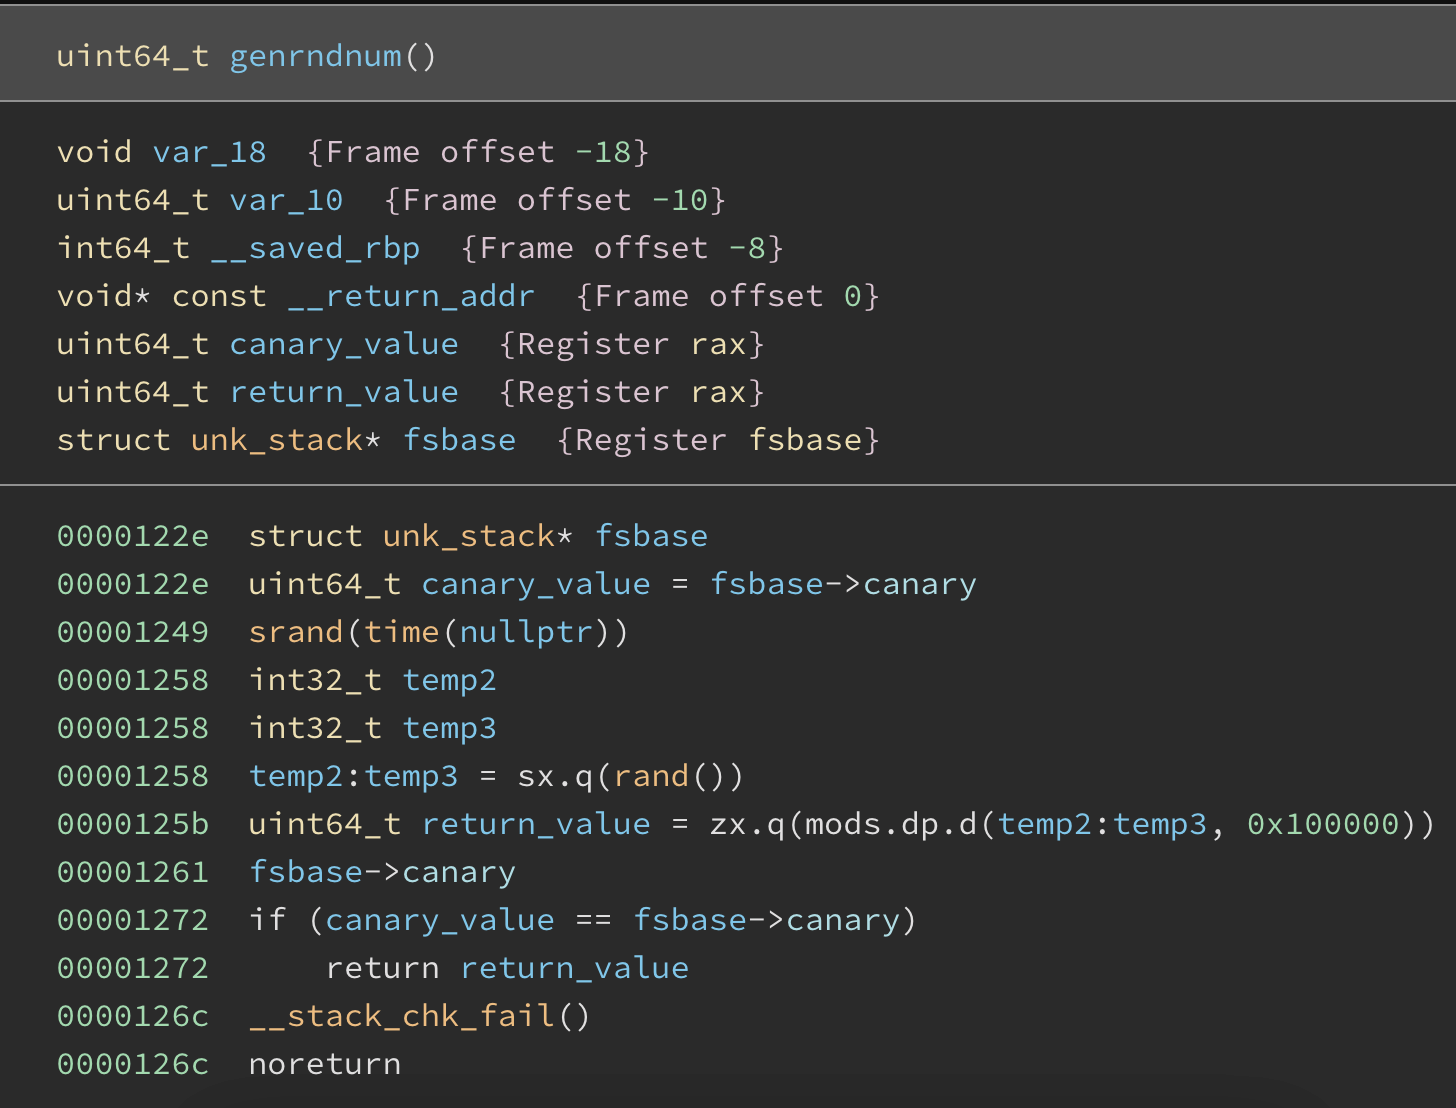 uint64_t genrndnum()
void var_18  {Frame offset -18}
uint64_t var_10  {Frame offset -10}
int64_t __saved_rbp  {Frame offset -8}
void* const __return_addr  {Frame offset 0}
uint64_t canary_value  {Register rax}
uint64_t return_value  {Register rax}
struct unk_stack* fsbase  {Register fsbase}
0000122e  struct unk_stack* fsbase
0000122e  uint64_t canary_value = fsbase->canary
00001249  srand(time(nullptr))
00001258  int32_t temp2
00001258  int32_t temp3
00001258  temp2:temp3 = sx.q(rand())
0000125b  uint64_t return_value = zx.q(mods.dp.d(temp2:temp3, 0x100000))
00001261  fsbase->canary
00001272  if (canary_value == fsbase->canary)
00001272      return return_value
0000126c  __stack_chk_fail()
0000126c  noreturn